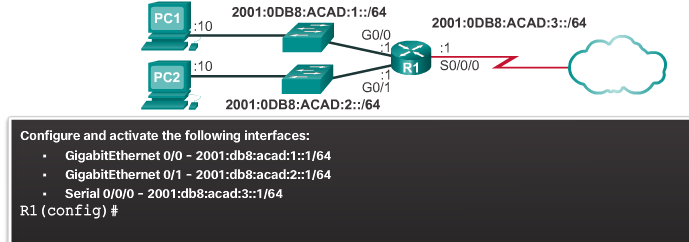 PC1
:10
2001:0DB8:ACAD:1::/64
G0/0
:1
2001:0DB8:ACAD:3::/64
:1
S0/0/0
R1
PC2
:10
:1
G0/1
2001:0DB8:ACAD:2::/64
Configure and activate the following interfaces:
▪ GigabitEthernet 0/0 – 2001:db8:acad:1::1/64
▪ GigabitEthernet 0/1 – 2001:db8:acad:2::1/64
▪ Serial 0/0/0 – 2001:db8:acad:3::1/64
R1(config)#